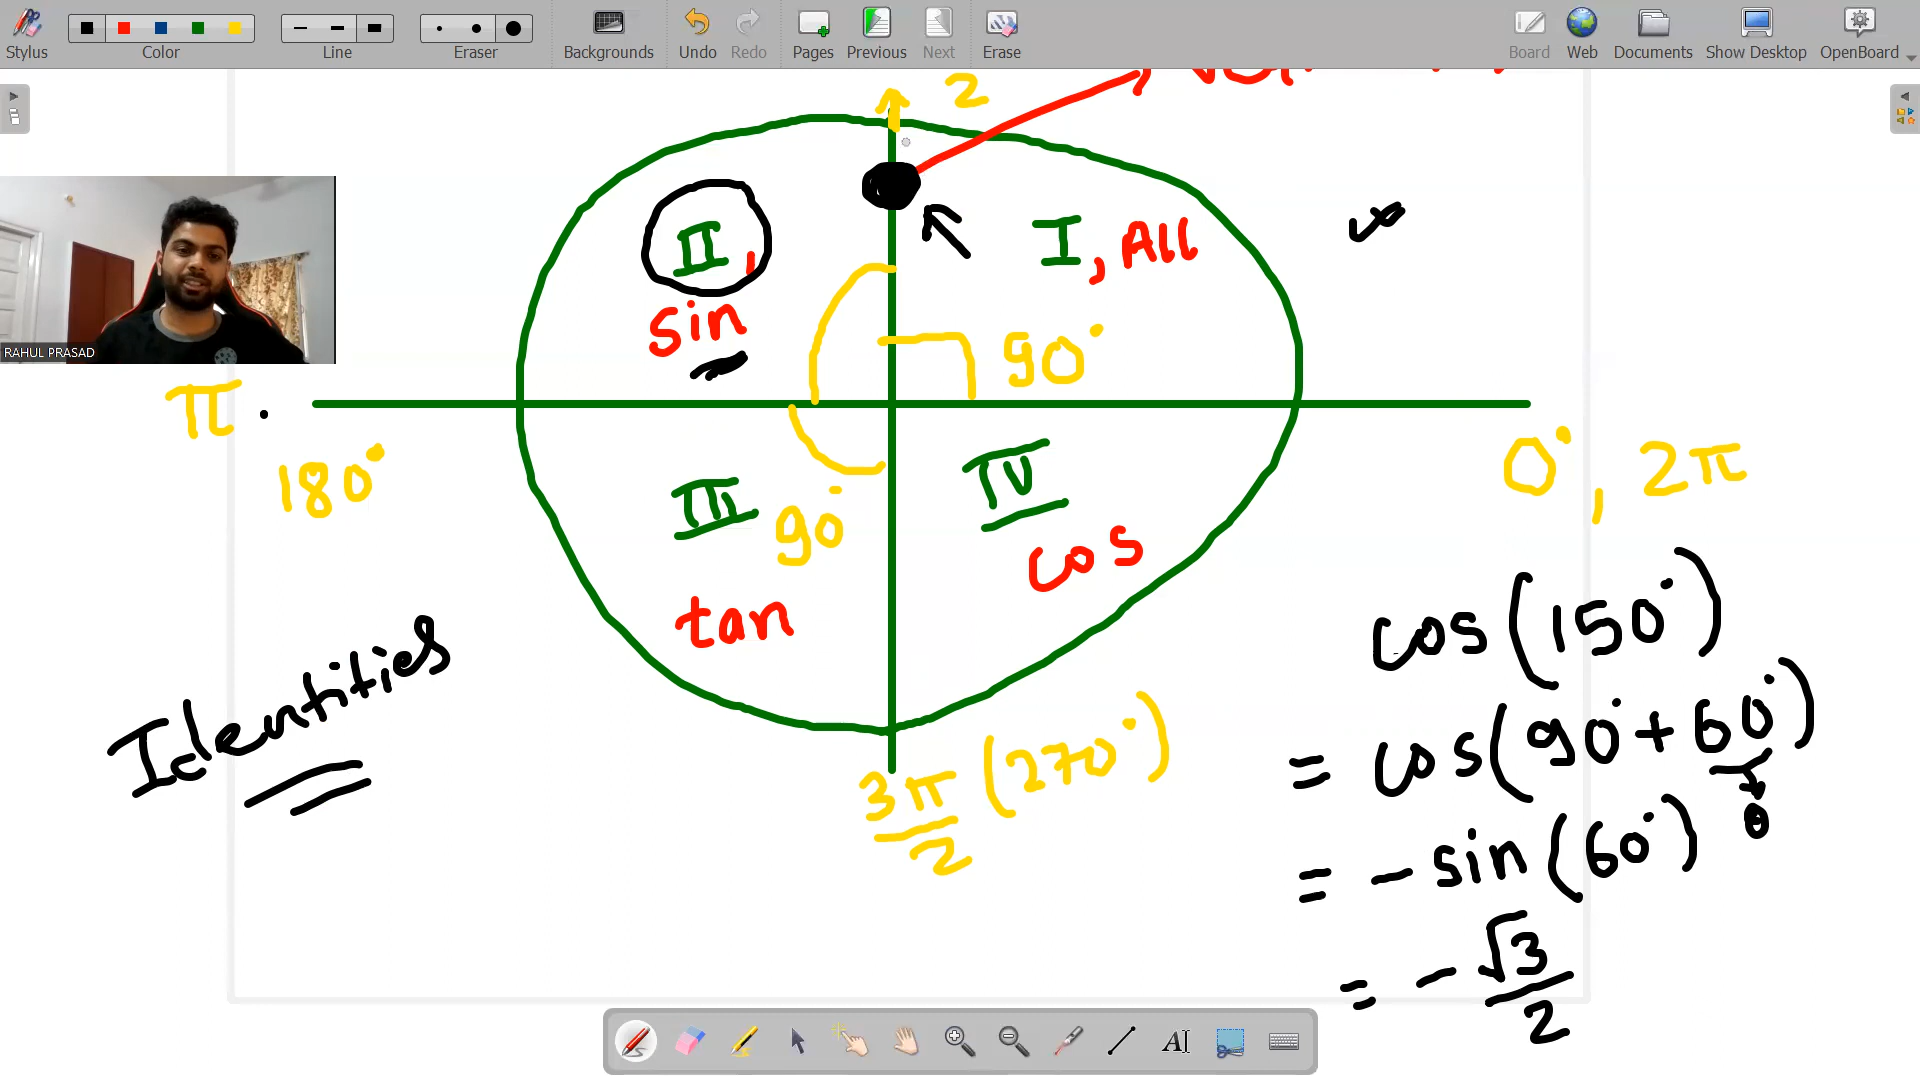 Stylus Color Line Eraser Backgrounds Undo Redo Pages Previous Next Erase Board Web Documents Show Desktop OpenBoard
2
II, I, All
sin
90°
RAHUL PRASAD
π
180° 0°, 2π
III 90° IV
cos
tan
Identities
3π/2 (270°)
cos(150°)
= cos(90° + 60°)
θ
= - sin(60°)
= - √3/2